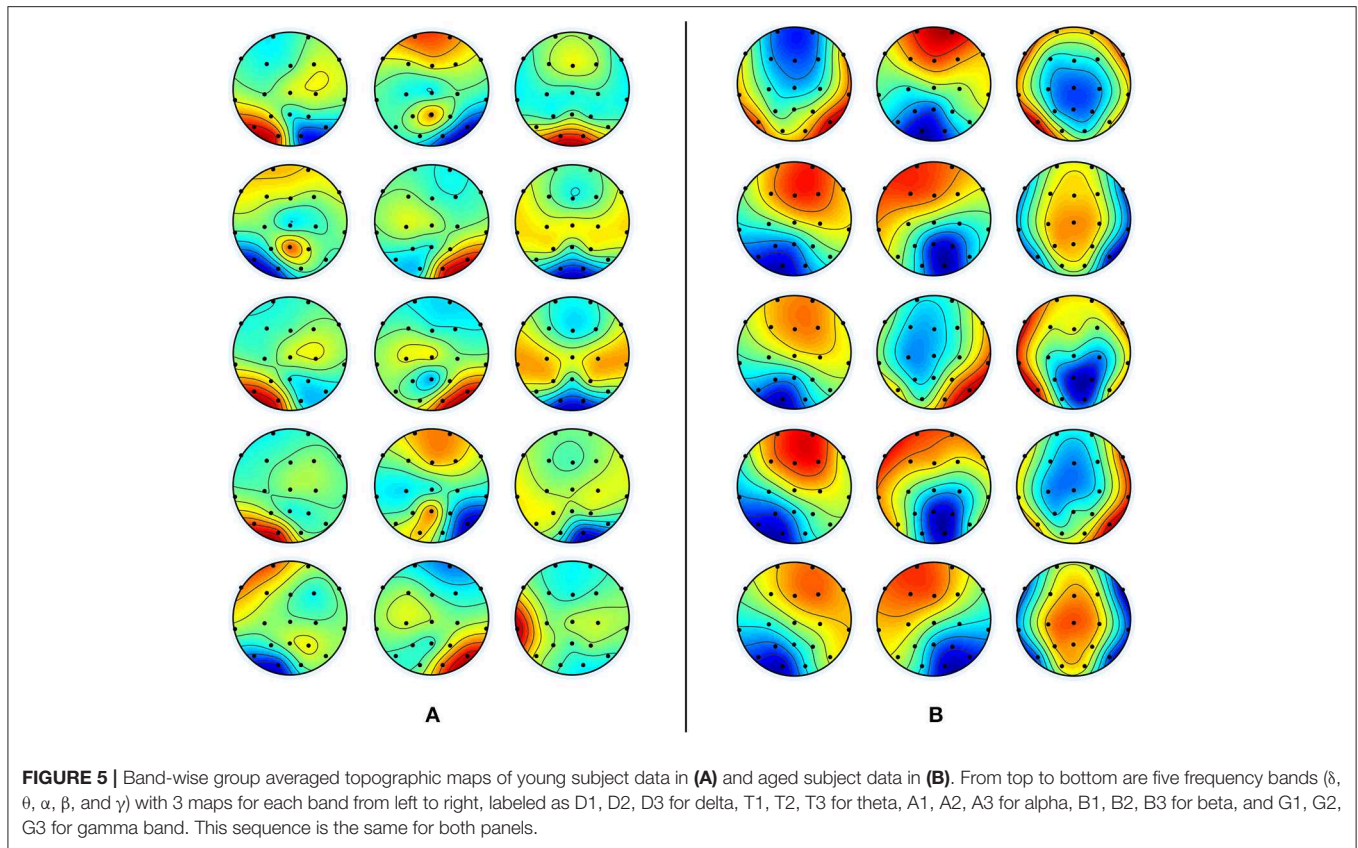 A
B
FIGURE 5 | Band-wise group averaged topographic maps of young subject data in (A) and aged subject data in (B). From top to bottom are five frequency bands (δ,
θ, α, β, and γ) with 3 maps for each band from left to right, labeled as D1, D2, D3 for delta, T1, T2, T3 for theta, A1, A2, A3 for alpha, B1, B2, B3 for beta, and G1, G2,
G3 for gamma band. This sequence is the same for both panels.